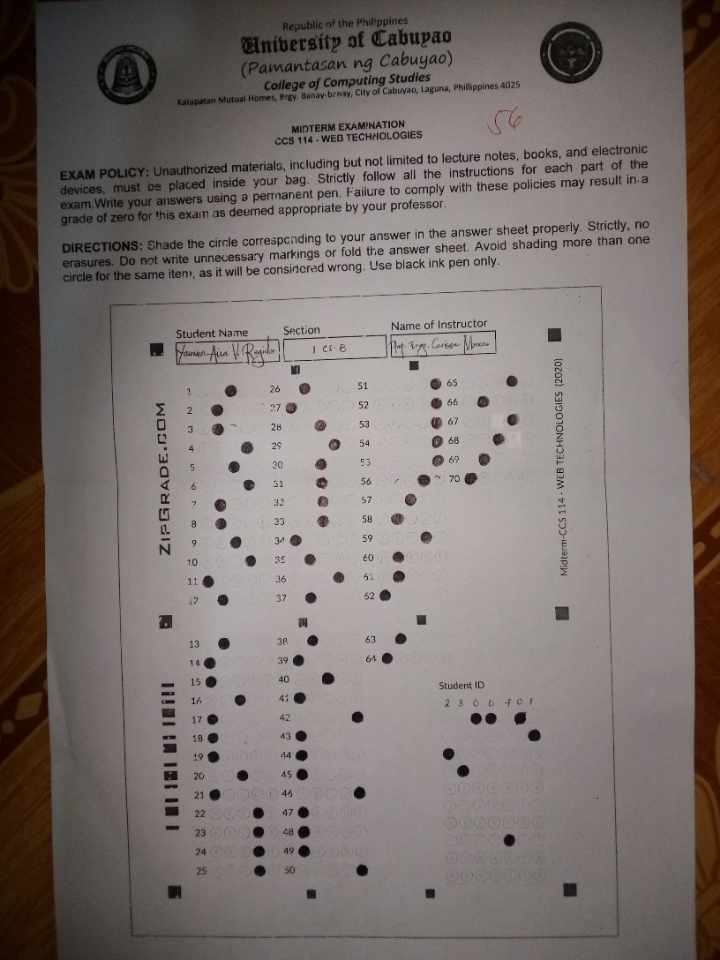 Republic of the Philippines
University of Cabuyao
(Pamantasan ng Cabuyao)
College of Computing Studies
Katapatan Mutual Homes, Brgy. Banay-banay, City of Cabuyao, Laguna, Philippines 4025
56
MIDTERM EXAMINATION
CCS 114 - WEB TECHNOLOGIES
EXAM POLICY: Unauthorized materials, including but not limited to lecture notes, books, and electronic
devices, must be placed inside your bag. Strictly follow all the instructions for each part of the
exam.Write your answers using a permanent pen. Failure to comply with these policies may result in a
grade of zero for this exam as deemed appropriate by your professor.
DIRECTIONS: Shade the circle corresponding to your answer in the answer sheet properly. Strictly, no
erasures. Do not write unnecessary markings or fold the answer sheet. Avoid shading more than one
circle for the same item, as it will be considered wrong. Use black ink pen only.
Student Name Section Name of Instructor
1 CS-B
ZIPGRADE.COM
Midterm-CCS 114 - WEB TECHNOLOGIES (2020)
1 26 51 65
2 27 52 66
3 28 53 67
4 29 54 68
5 30 55 69
6 31 56 70
7 32 57
8 33 58
9 34 59
10 35 60
11 36 61
12 37 62
13 38 63
14 39 64
15 40
Student ID
16 41
2 3 0 0 7 0 1
17 42
18 43
19 44
20 45
21 46
22 47
23 48
24 49
25 50